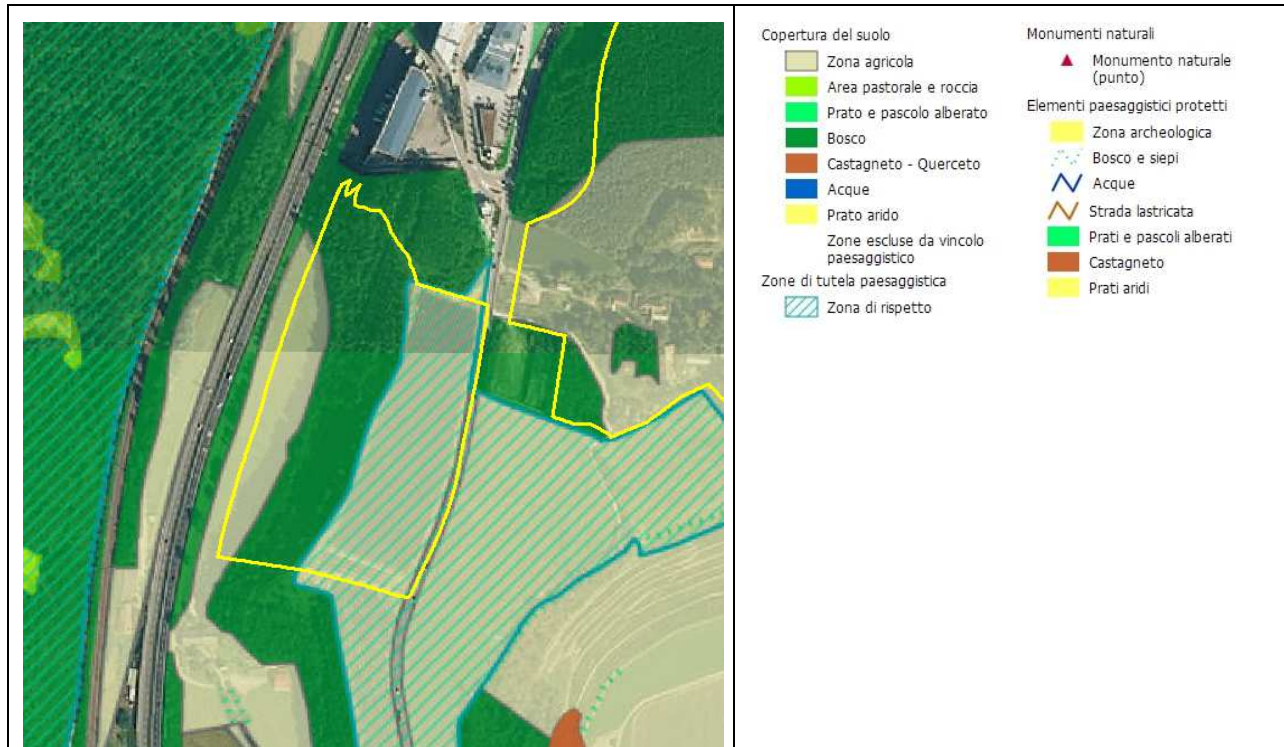 Copertura del suolo
Zona agricola
Area pastorale e roccia
Prato e pascolo alberato
Bosco
Castagneto - Querceto
Acque
Prato arido
Zone escluse da vincolo
paesaggistico
Zone di tutela paesaggistica
Zona di rispetto
Monumenti naturali
Monumento naturale
(punto)
Elementi paesaggistici protetti
Zona archeologica
Bosco e siepi
Acque
Strada lastricata
Prati e pascoli alberati
Castagneto
Prati aridi